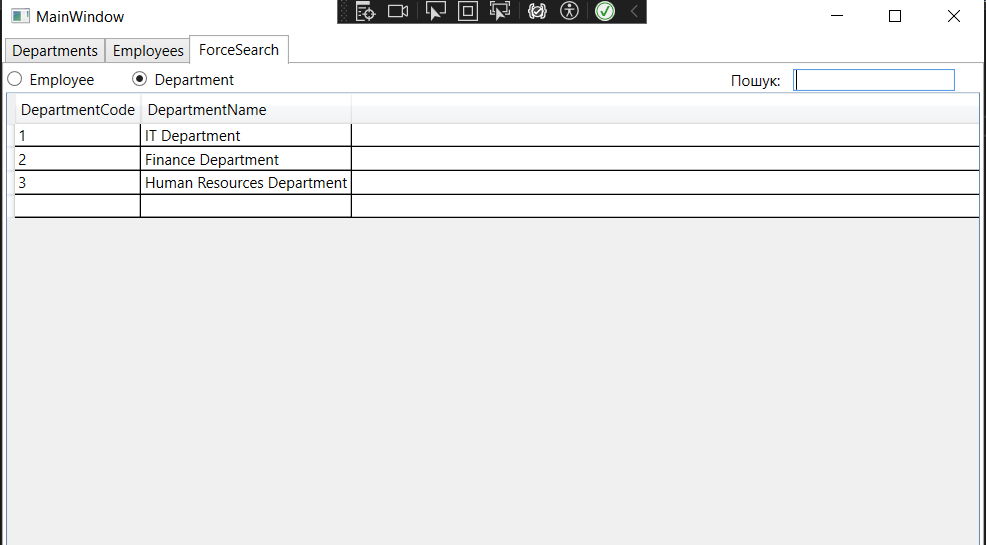 MainWindow
Departments Employees ForceSearch
Employee Department Пошук:
DepartmentCode DepartmentName
1 IT Department
2 Finance Department
3 Human Resources Department